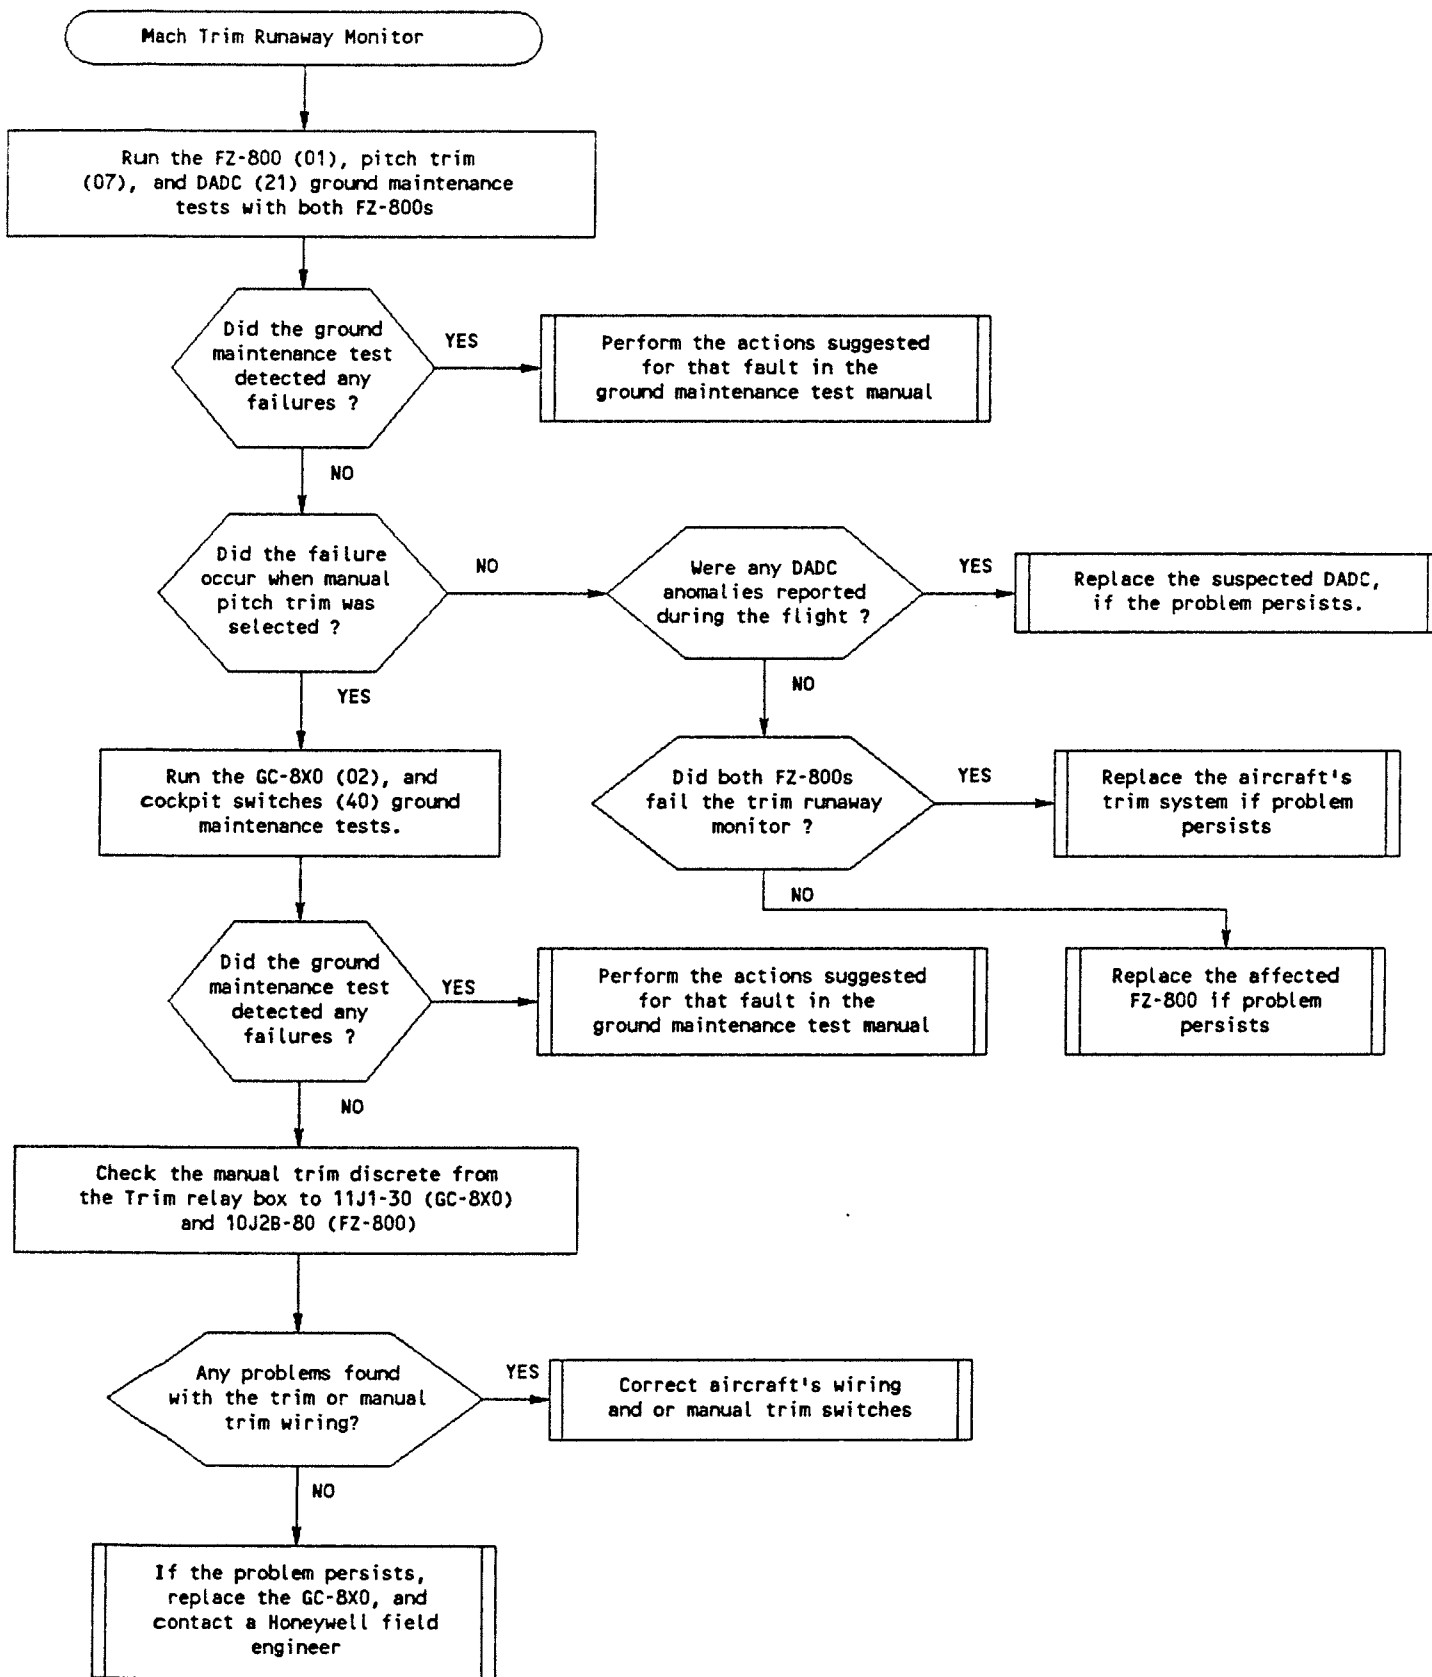 Mach Trim Runaway Monitor
Run the FZ-800 (01), pitch trim
(07), and DADC (21) ground maintenance
tests with both FZ-800s
Did the ground
maintenance test
detected any
failures ?
YES
Perform the actions suggested
for that fault in the
ground maintenance test manual
NO
Did the failure
occur when manual
pitch trim was
selected ?
NO
Were any DADC
anomalies reported
during the flight ?
YES
Replace the suspected DADC,
if the problem persists.
YES
NO
Run the GC-8X0 (02), and
cockpit switches (40) ground
maintenance tests.
Did both FZ-800s
fail the trim runaway
monitor ?
YES
Replace the aircraft's
trim system if problem
persists
NO
Replace the affected
FZ-800 if problem
persists
Did the ground
maintenance test
detected any
failures ?
YES
Perform the actions suggested
for that fault in the
ground maintenance test manual
NO
Check the manual trim discrete from
the Trim relay box to 11J1-30 (GC-8X0)
and 10J2B-80 (FZ-800)
Any problems found
with the trim or manual
trim wiring?
YES
Correct aircraft's wiring
and or manual trim switches
NO
If the problem persists,
replace the GC-8X0, and
contact a Honeywell field
engineer